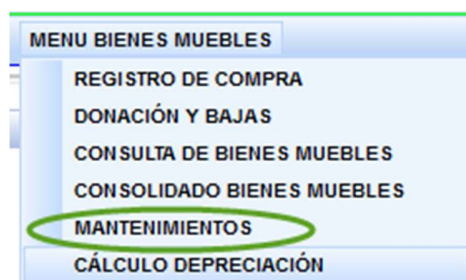 MENU BIENES MUEBLES
REGISTRO DE COMPRA
DONACIÓN Y BAJAS
CONSULTA DE BIENES MUEBLES
CONSOLIDADO BIENES MUEBLES
MANTENIMIENTOS
CÁLCULO DEPRECIACIÓN